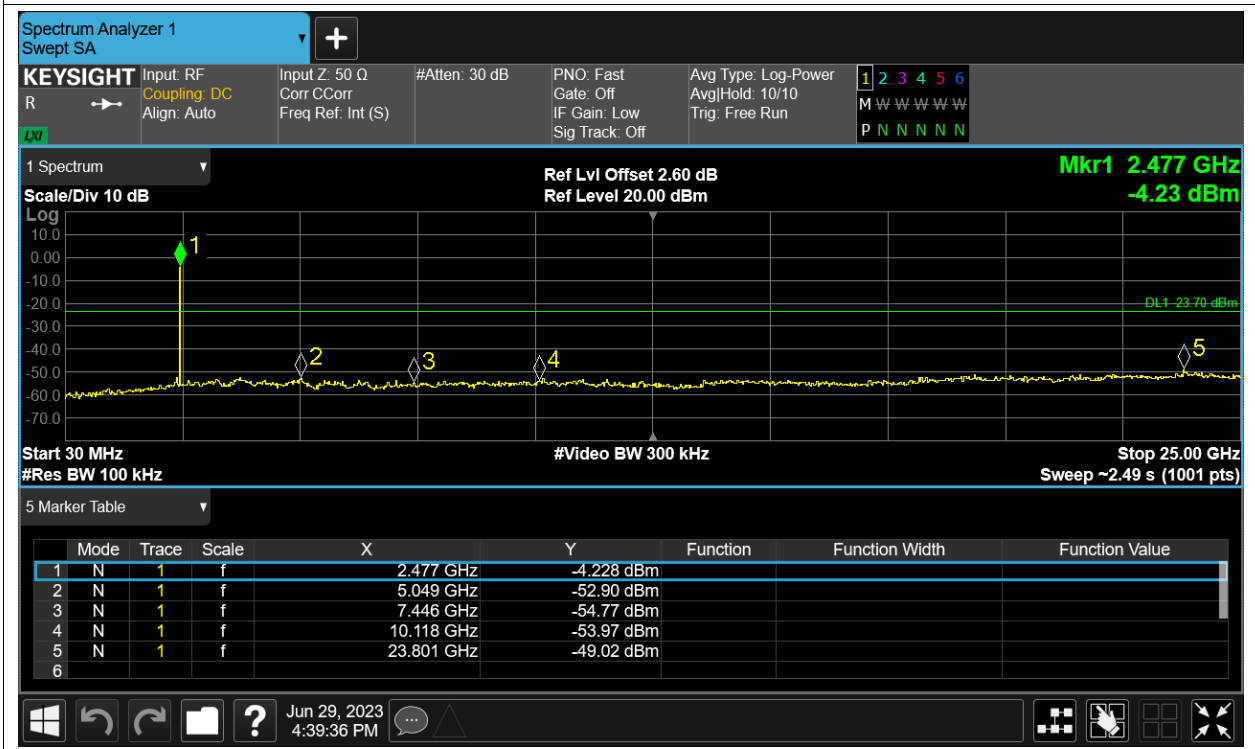 Spectrum Analyzer 1
Swept SA
KEYSIGHT
R
LXI
Input: RF
Coupling: DC
Align: Auto
Input Z: 50 Ω
Corr CCorr
Freq Ref: Int (S)
#Atten: 30 dB
PNO: Fast
Gate: Off
IF Gain: Low
Sig Track: Off
Avg Type: Log-Power
Avg|Hold: 10/10
Trig: Free Run
1 2 3 4 5 6
M W W W W W
P N N N N N
1 Spectrum
Scale/Div 10 dB
Ref Lvl Offset 2.60 dB
Ref Level 20.00 dBm
Mkr1 2.477 GHz
-4.23 dBm
Log
10.0
0.00
-10.0
-20.0
-30.0
-40.0
-50.0
-60.0
-70.0
1
2
3
4
5
DL1 -23.70 dBm
Start 30 MHz
#Video BW 300 kHz
Stop 25.00 GHz
#Res BW 100 kHz
Sweep ~2.49 s (1001 pts)
5 Marker Table
Mode Trace Scale X Y Function Function Width Function Value
1 N 1 f 2.477 GHz -4.228 dBm
2 N 1 f 5.049 GHz -52.90 dBm
3 N 1 f 7.446 GHz -54.77 dBm
4 N 1 f 10.118 GHz -53.97 dBm
5 N 1 f 23.801 GHz -49.02 dBm
6
?
Jun 29, 2023
4:39:36 PM